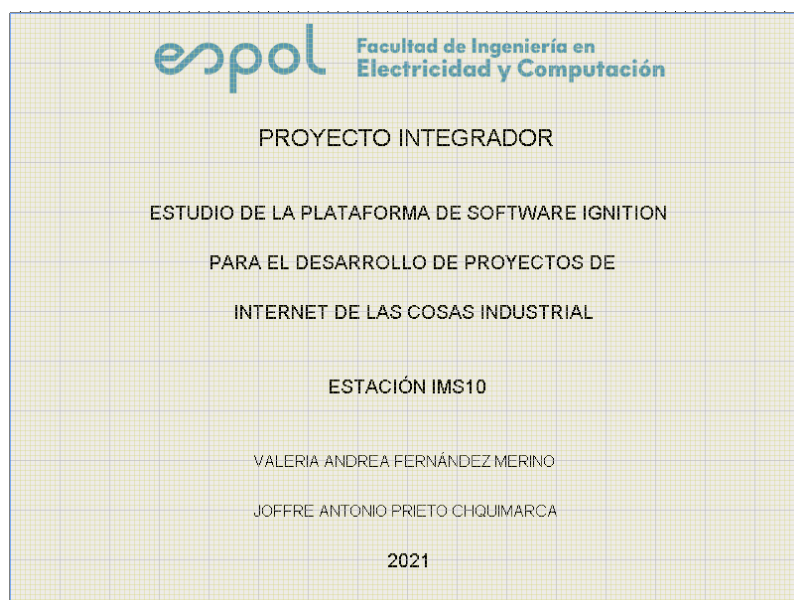 espol
Facultad de Ingeniería en
Electricidad y Computación
PROYECTO INTEGRADOR
ESTUDIO DE LA PLATAFORMA DE SOFTWARE IGNITION
PARA EL DESARROLLO DE PROYECTOS DE
INTERNET DE LAS COSAS INDUSTRIAL
ESTACIÓN IMS10
VALERIA ANDREA FERNÁNDEZ MERINO
JOFFRE ANTONIO PRIETO CHQUIMARCA
2021